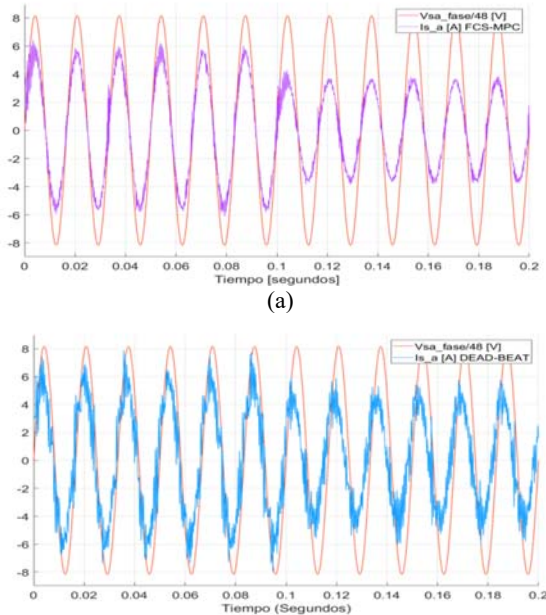 Vsa_fase/48 [V]
Is_a [A] FCS-MPC
8
6
4
2
0
-2
-4
-6
-8
0 0.02 0.04 0.06 0.08 0.1 0.12 0.14 0.16 0.18 0.2
Tiempo [segundos]
(a)
Vsa_fase/48 [V]
Is_a [A] DEAD-BEAT
8
6
4
2
0
-2
-4
-6
-8
0 0.02 0.04 0.06 0.08 0.1 0.12 0.14 0.16 0.18 0.2
Tiempo (Segundos)